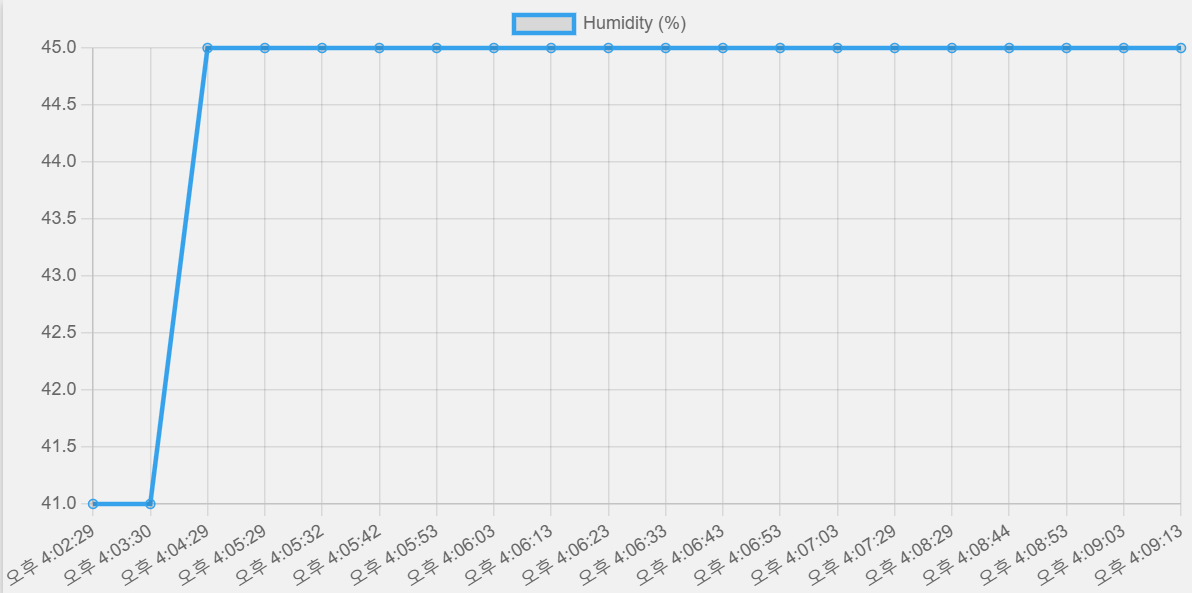 Humidity (%)
45.0
44.5
44.0
43.5
43.0
42.5
42.0
41.5
41.0
오후 4:02:29
오후 4:03:30
오후 4:04:29
오후 4:05:29
오후 4:05:32
오후 4:05:42
오후 4:05:53
오후 4:06:03
오후 4:06:13
오후 4:06:23
오후 4:06:33
오후 4:06:43
오후 4:06:53
오후 4:07:03
오후 4:07:29
오후 4:08:29
오후 4:08:44
오후 4:08:53
오후 4:09:03
오후 4:09:13